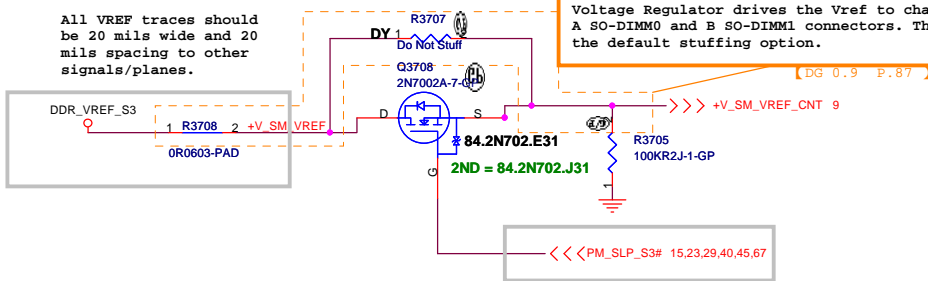 All VREF traces should
be 20 mils wide and 20
mils spacing to other
signals/planes.
Voltage Regulator drives the Vref to cha
A SO-DIMM0 and B SO-DIMM1 connectors. Th
the default stuffing option.
[ DG 0.9 P.87 ]
R3707
DY 1
Do Not Stuff
Q3708
2N7002A-7-GP
DDR_VREF_S3
1 R3708 2 +V_SM_VREF
0R0603-PAD
D
S
G
84.2N702.E31
2ND = 84.2N702.J31
+V_SM_VREF_CNT 9
R3705
100KR2J-1-GP
1
PM_SLP_S3# 15,23,29,40,45,67